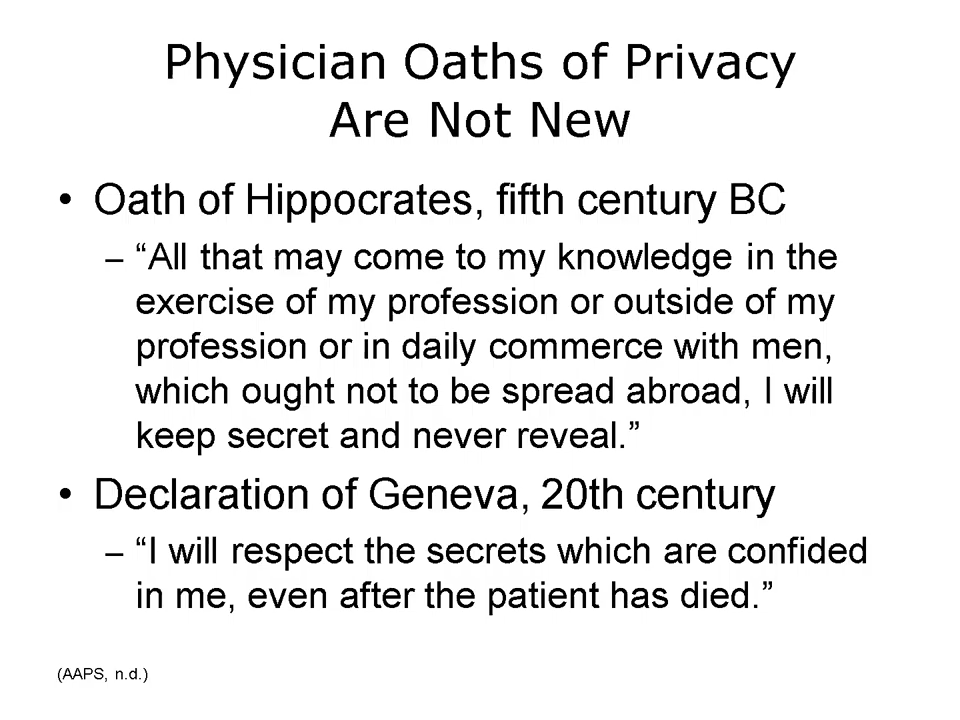 Physician Oaths of Privacy
Are Not New
• Oath of Hippocrates, fifth century BC
– “All that may come to my knowledge in the
exercise of my profession or outside of my
profession or in daily commerce with men,
which ought not to be spread abroad, I will
keep secret and never reveal.”
• Declaration of Geneva, 20th century
– “I will respect the secrets which are confided
in me, even after the patient has died.”
(AAPS, n.d.)